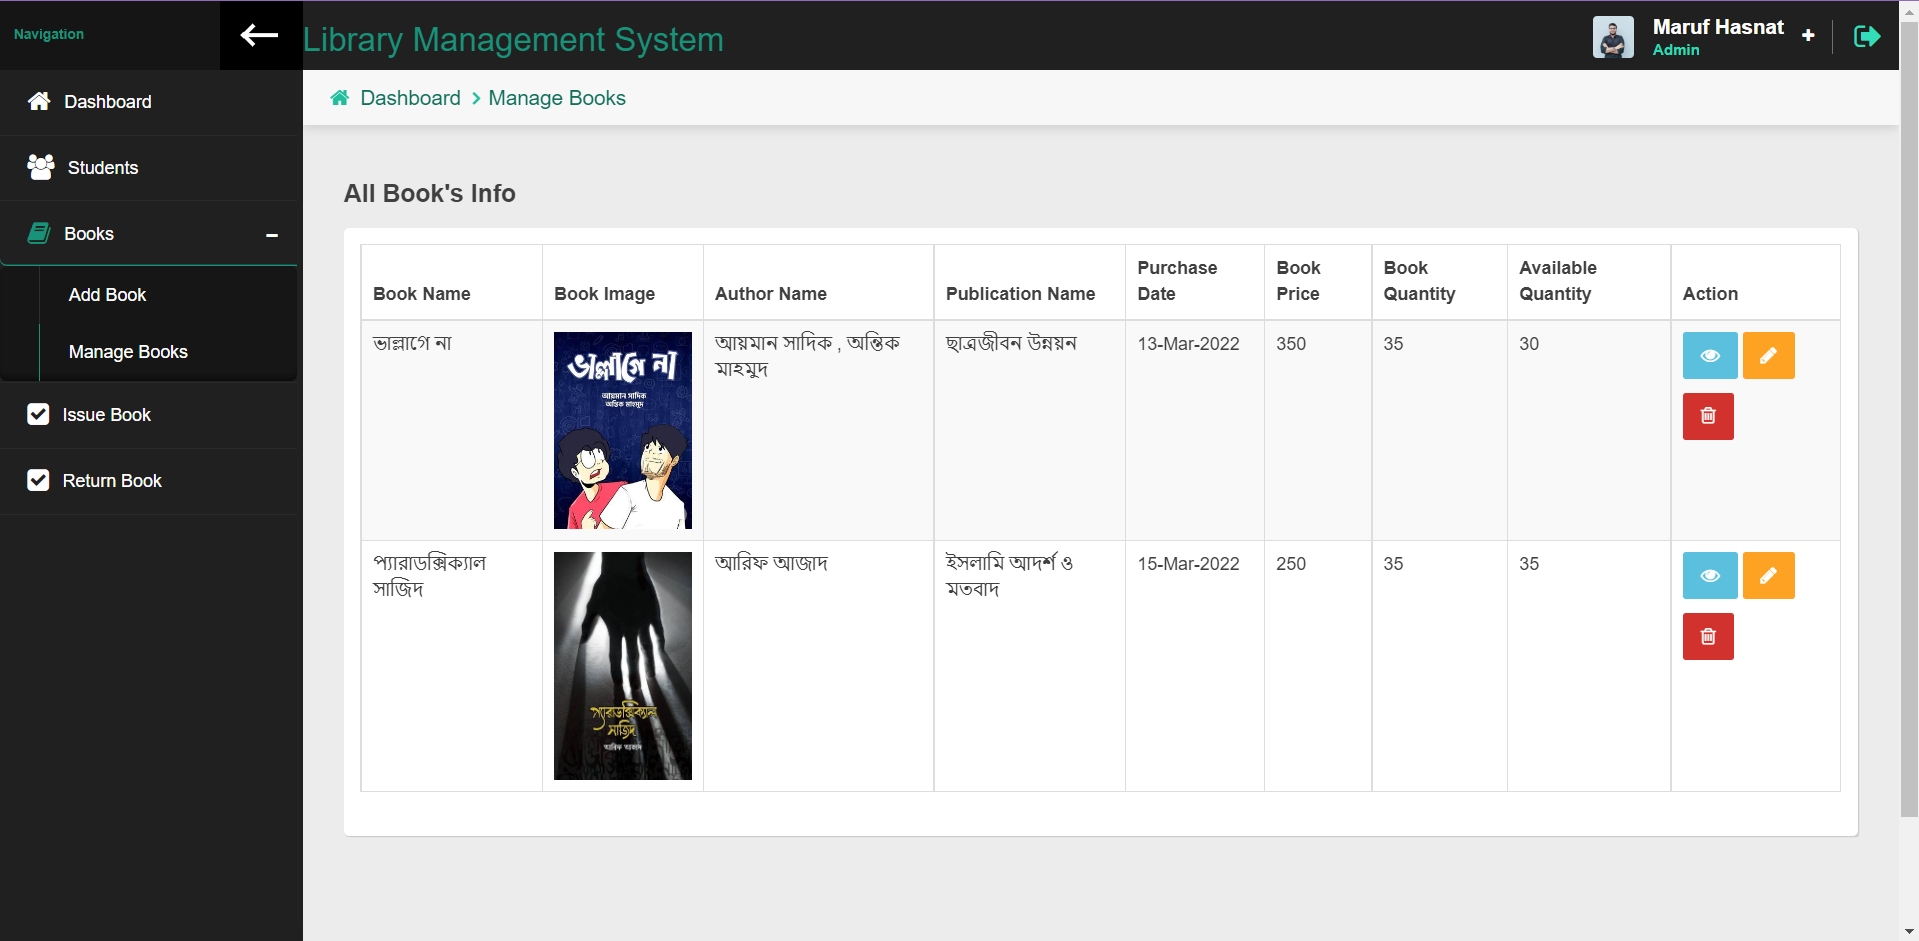 Navigation
Library Management System
Maruf Hasnat
Admin
Dashboard
Students
Books
Add Book
Manage Books
Issue Book
Return Book
Dashboard > Manage Books
All Book's Info
Book Name
Book Image
Author Name
Publication Name
Purchase
Date
Book
Price
Book
Quantity
Available
Quantity
Action
ভাল্লাগে না
ভাল্লাগে না
আয়মান সাদিক
অন্তিক মাহমুদ
আয়মান সাদিক , অন্তিক
মাহমুদ
ছাত্রজীবন উন্নয়ন
13-Mar-2022
350
35
30
প্যারাডক্সিক্যাল
সাজিদ
প্যারাডক্সিক্যাল
সাজিদ
আরিফ আজাদ
আরিফ আজাদ
ইসলামি আদর্শ ও
মতবাদ
15-Mar-2022
250
35
35